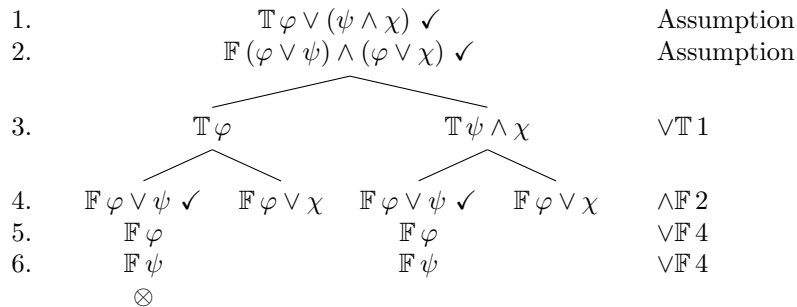 1. 𝕋 φ ∨ (ψ ∧ χ) ✓ Assumption
2. 𝔽 (φ ∨ ψ) ∧ (φ ∨ χ) ✓ Assumption
3. 𝕋 φ 𝕋 ψ ∧ χ ∨𝕋 1
4. 𝔽 φ ∨ ψ ✓ 𝔽 φ ∨ χ 𝔽 φ ∨ ψ ✓ 𝔽 φ ∨ χ ∧𝔽 2
5. 𝔽 φ 𝔽 φ ∨𝔽 4
6. 𝔽 ψ 𝔽 ψ ∨𝔽 4
⊗